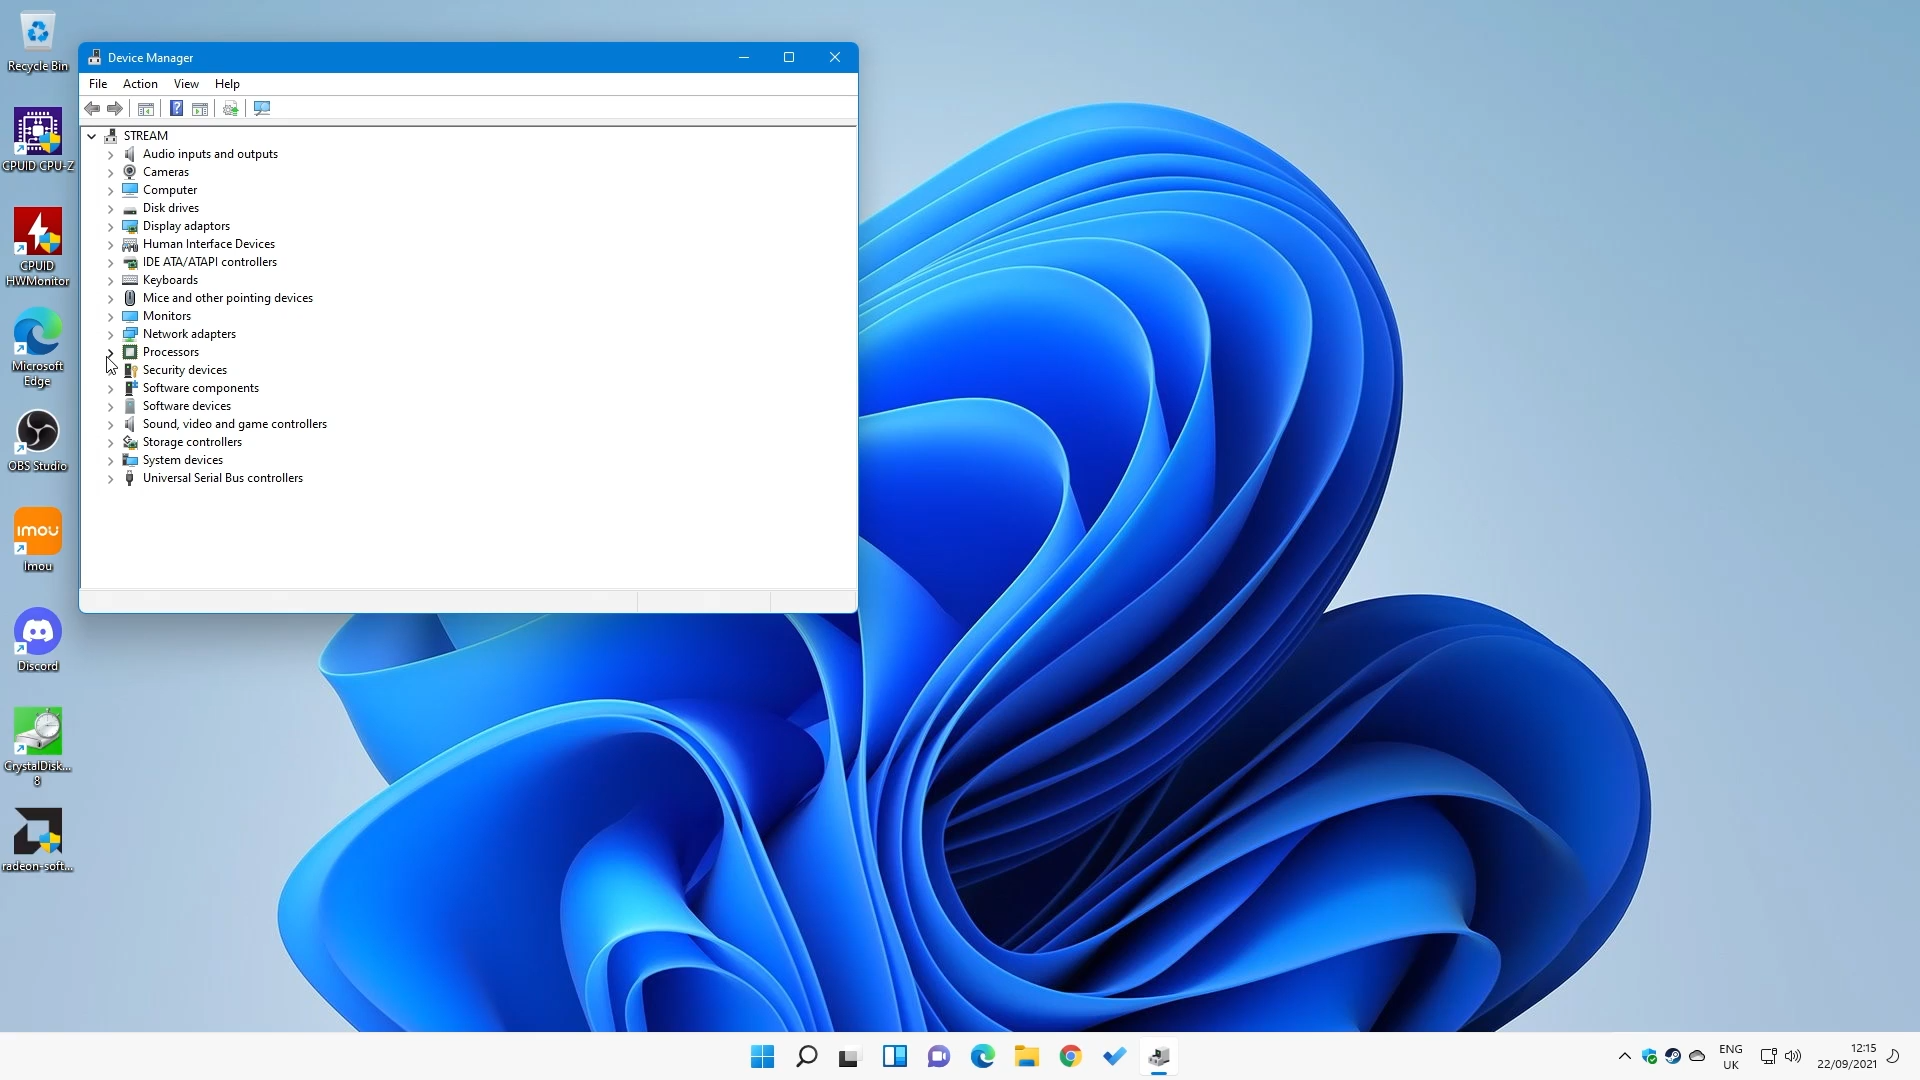 Recycle Bin
CPUID CPU-Z
CPUID
HWMonitor
Microsoft
Edge
OBS Studio
imou
Imou
Discord
CrystalDisk...
8
radeon-soft...
Device Manager
File Action View Help
STREAM
Audio inputs and outputs
Cameras
Computer
Disk drives
Display adaptors
Human Interface Devices
IDE ATA/ATAPI controllers
Keyboards
Mice and other pointing devices
Monitors
Network adapters
Processors
Security devices
Software components
Software devices
Sound, video and game controllers
Storage controllers
System devices
Universal Serial Bus controllers
ENG
UK
12:15
22/09/2021